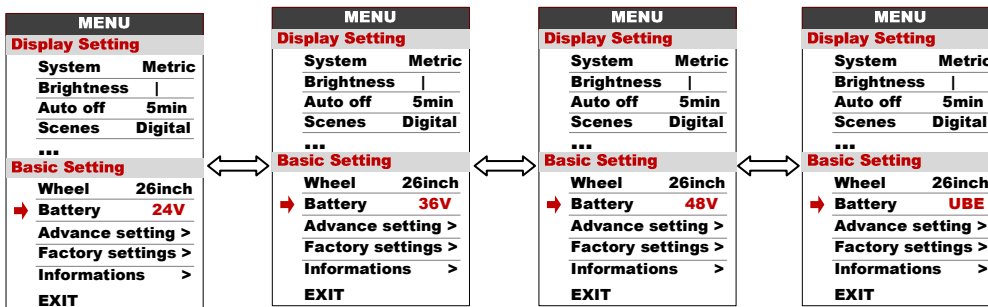 MENU
Display Setting
System Metric
Brightness |
Auto off 5min
Scenes Digital
...
Basic Setting
Wheel 26inch
Battery 24V
Advance setting >
Factory settings >
Informations >
EXIT
MENU
Display Setting
System Metric
Brightness |
Auto off 5min
Scenes Digital
...
Basic Setting
Wheel 26inch
Battery 36V
Advance setting >
Factory settings >
Informations >
EXIT
MENU
Display Setting
System Metric
Brightness |
Auto off 5min
Scenes Digital
...
Basic Setting
Wheel 26inch
Battery 48V
Advance setting >
Factory settings >
Informations >
EXIT
MENU
Display Setting
System Metric
Brightness |
Auto off 5min
Scenes Digital
...
Basic Setting
Wheel 26inch
Battery UBE
Advance setting >
Factory settings >
Informations >
EXIT